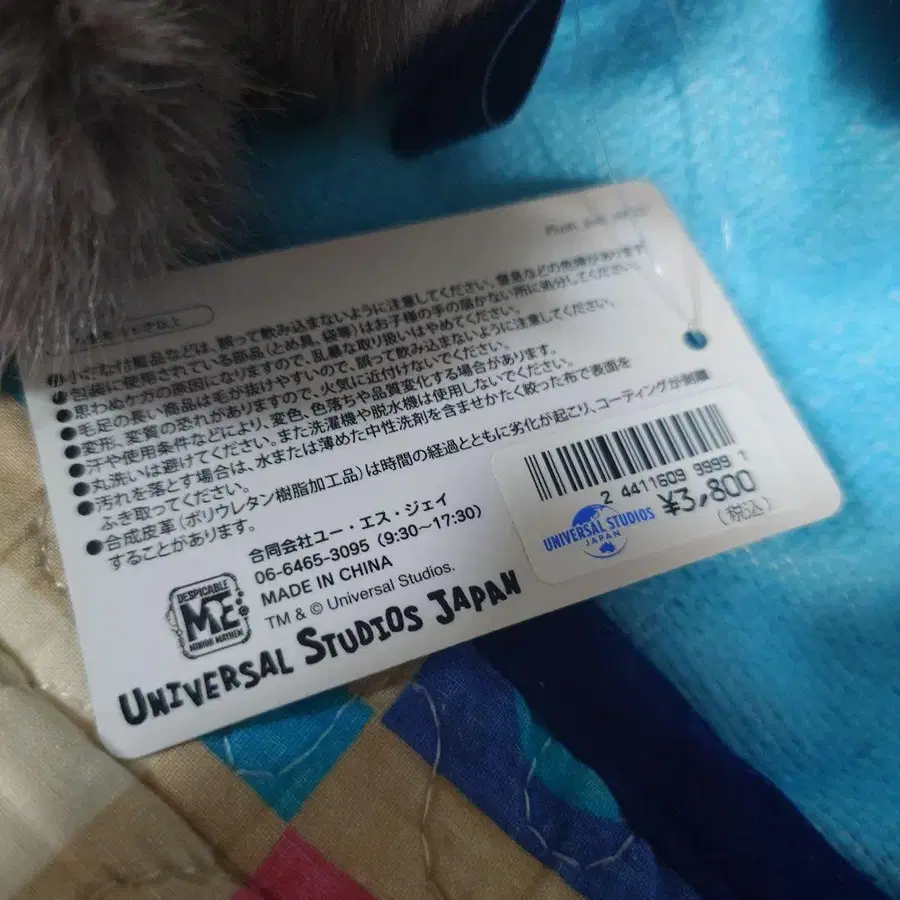 ●小さな付属品などは、誤って飲み込まないように注意してください。窒息などの危険があります。
●包装に使用されている部品（とめ具、袋等）はお子様の手の届かない所に処分してください。
●思わぬケガの原因になりますので、乱暴な取り扱いはやめてください。
●毛足の長い商品は毛が抜けやすいので、誤って飲み込まないように注意してください。
●変形、変質の恐れがありますので、火気に近付けないでください。
●汗や使用条件などにより、変色、色落ちや品質変化する場合があります。
●丸洗いは避けてください。また洗濯機や脱水機は使用しないでください。
●汚れを落とす場合は、水または薄めた中性洗剤を含ませかたく絞った布で表面を
ふき取ってください。
●合成皮革（ポリウレタン樹脂加工品）は時間の経過とともに劣化が起こり、コーティングが剥離
することがあります。
合同会社ユー・エス・ジェイ
06-6465-3095（9:30〜17:30）
MADE IN CHINA
TM & © Universal Studios.
DESPICABLE
ME
MINION MAYHEM
UNIVERSAL STUDIOS JAPAN
2 4411609 9999 1
¥3,800
（税込）
UNIVERSAL STUDIOS
JAPAN